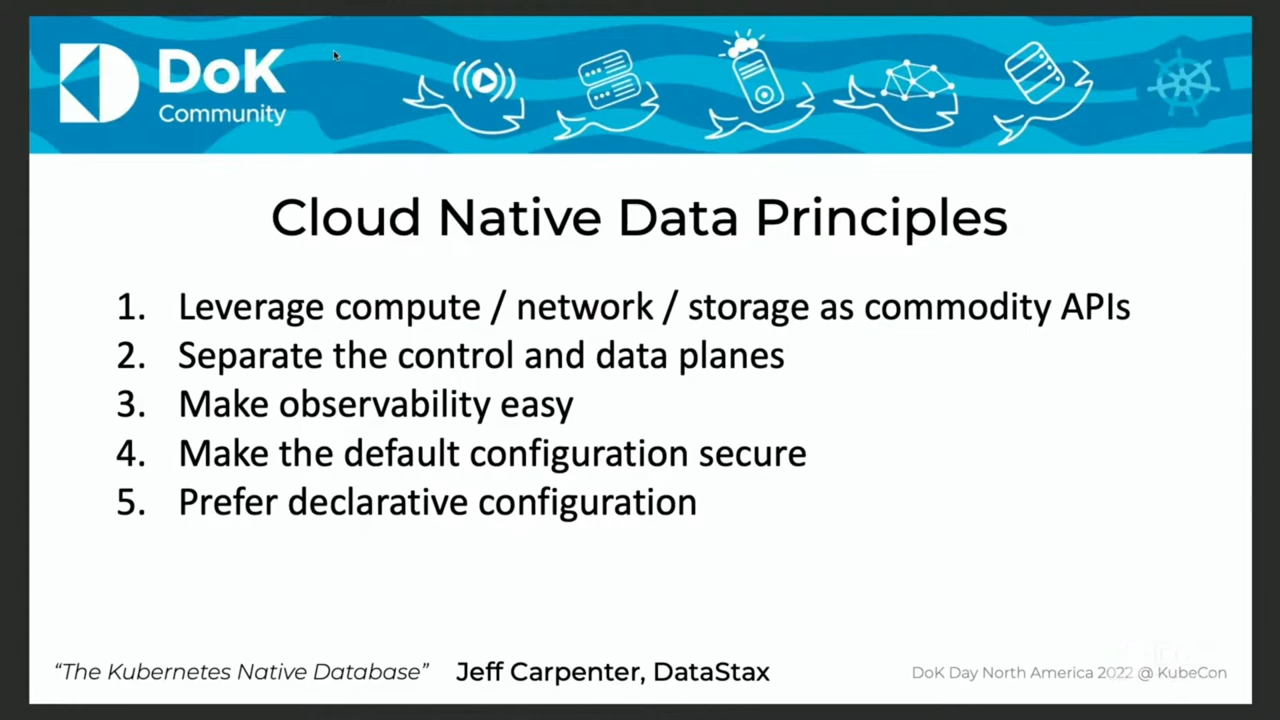 DoK
Community
Cloud Native Data Principles
1. Leverage compute / network / storage as commodity APIs
2. Separate the control and data planes
3. Make observability easy
4. Make the default configuration secure
5. Prefer declarative configuration
“The Kubernetes Native Database” Jeff Carpenter, DataStax DoK Day North America 2022 @ KubeCon